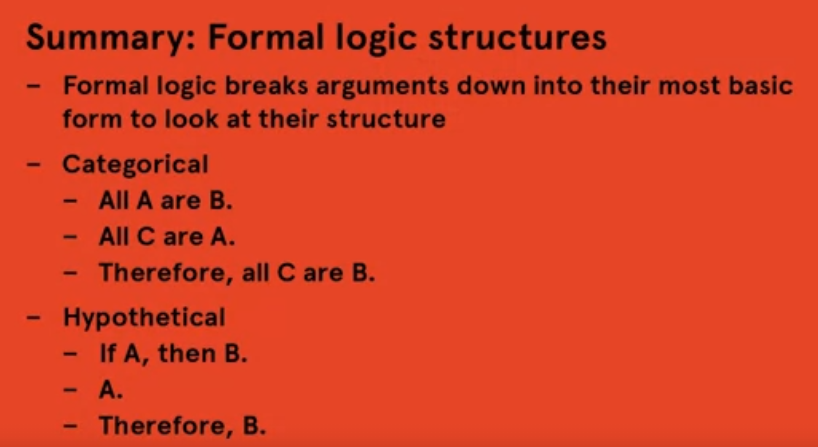 Summary: Formal logic structures
– Formal logic breaks arguments down into their most basic
form to look at their structure
– Categorical
– All A are B.
– All C are A.
– Therefore, all C are B.
– Hypothetical
– If A, then B.
– A.
– Therefore, B.